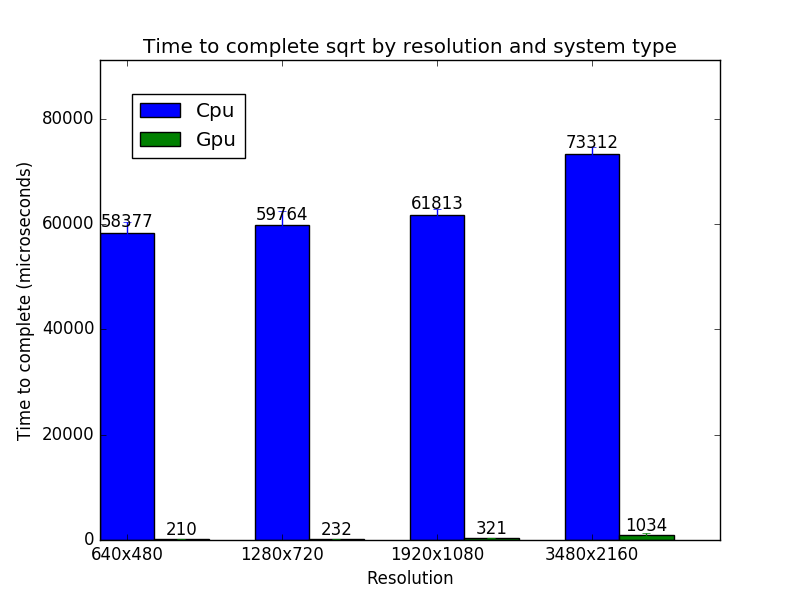 Time to complete sqrt by resolution and system type
Time to complete (microseconds)
80000
60000
40000
20000
0
Cpu
Gpu
58377
210
59764
232
61813
321
73312
1034
640x480
1280x720
1920x1080
3480x2160
Resolution